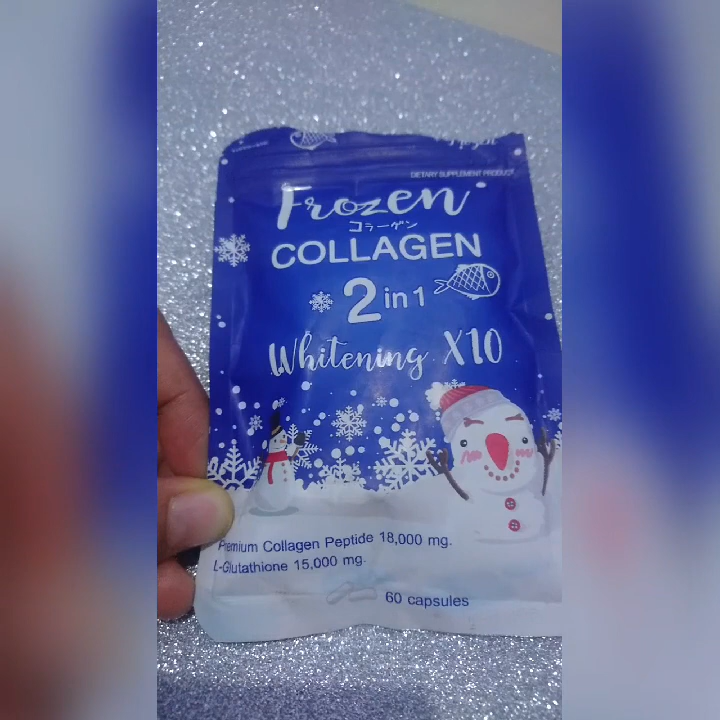 DIETARY SUPPLEMENT PRODUCT
Frozen
コラーゲン
COLLAGEN
2 in 1
Whitening X10
Premium Collagen Peptide 18,000 mg.
L-Glutathione 15,000 mg.
60 capsules